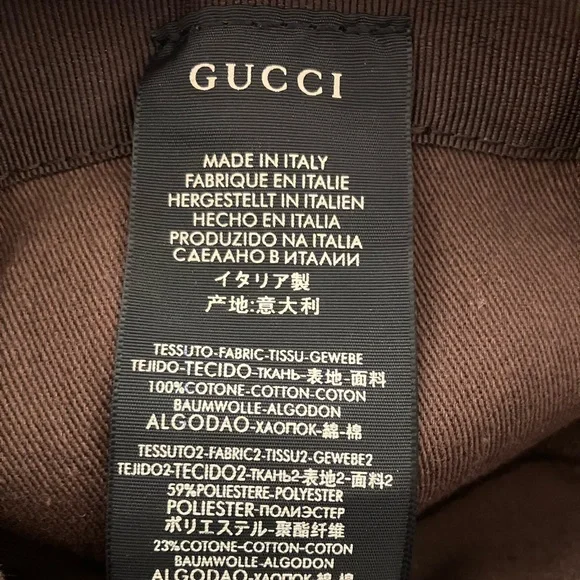 GUCCI
MADE IN ITALY
FABRIQUE EN ITALIE
HERGESTELLT IN ITALIEN
HECHO EN ITALIA
PRODUZIDO NA ITALIA
СДЕЛАНО В ИТАЛИИ
イタリア製
产地:意大利
TESSUTO-FABRIC-TISSU-GEWEBE
TEJIDO-TECIDO-ТКАНЬ-表地-面料
100%COTONE-COTTON-COTON
BAUMWOLLE-ALGODON
ALGODAO-ХЛОПОК-綿-棉
TESSUTO2-FABRIC2-TISSU2-GEWEBE2
TEJIDO2-TECIDO2-ТКАНЬ2-表地2-面料2
59%POLIESTERE-POLYESTER
POLIESTER-ПОЛИЭСТЕР
ポリエステル-聚酯纤维
23%COTONE-COTTON-COTON
BAUMWOLLE-ALGODON
ALGODAO-ХЛОПОК-綿-棉